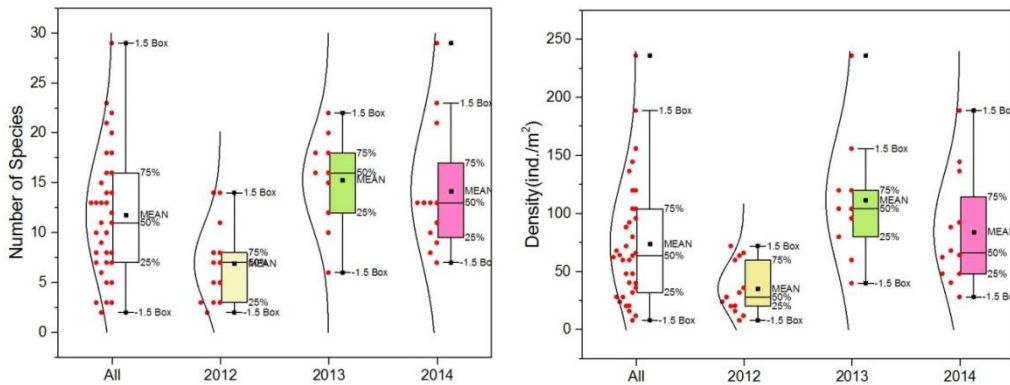 Number of Species
30
25
20
15
10
5
0
1.5 Box
75%
MEAN
50%
25%
-1.5 Box
1.5 Box
75%
50%
MEAN
25%
-1.5 Box
1.5 Box
75%
50%
MEAN
25%
-1.5 Box
1.5 Box
75%
MEAN
50%
25%
-1.5 Box
All 2012 2013 2014
Density(ind./m²)
250
200
150
100
50
0
1.5 Box
75%
MEAN
50%
25%
-1.5 Box
1.5 Box
75%
MEAN
50%
25%
-1.5 Box
1.5 Box
75%
MEAN
50%
25%
-1.5 Box
1.5 Box
75%
MEAN
50%
25%
-1.5 Box
All 2012 2013 2014